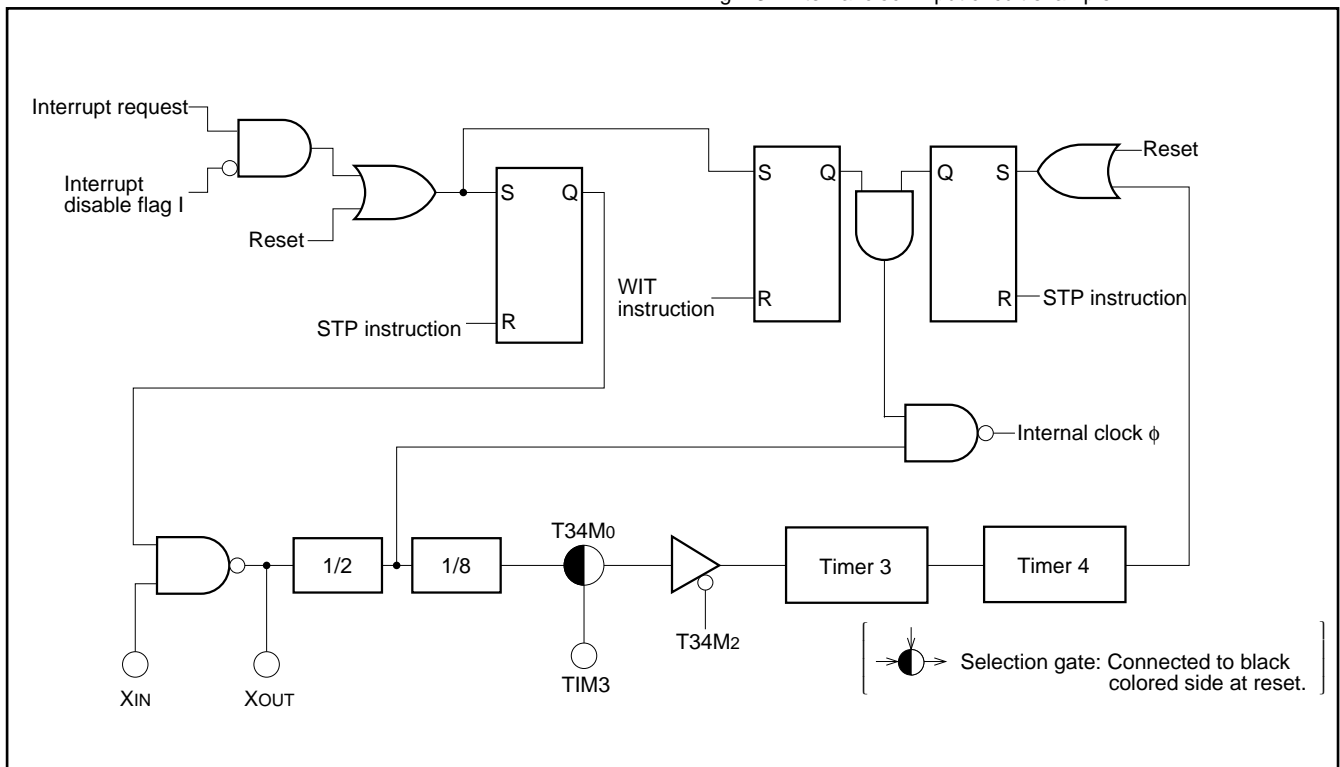 Interrupt request
Interrupt
disable flag I
Reset
S
Q
R
STP instruction
WIT
instruction
S
Q
R
Q
S
R
Reset
STP instruction
Internal clock ϕ
1/2
1/8
T34M0
TIM3
T34M2
Timer 3
Timer 4
XIN
XOUT
Selection gate: Connected to black
colored side at reset.